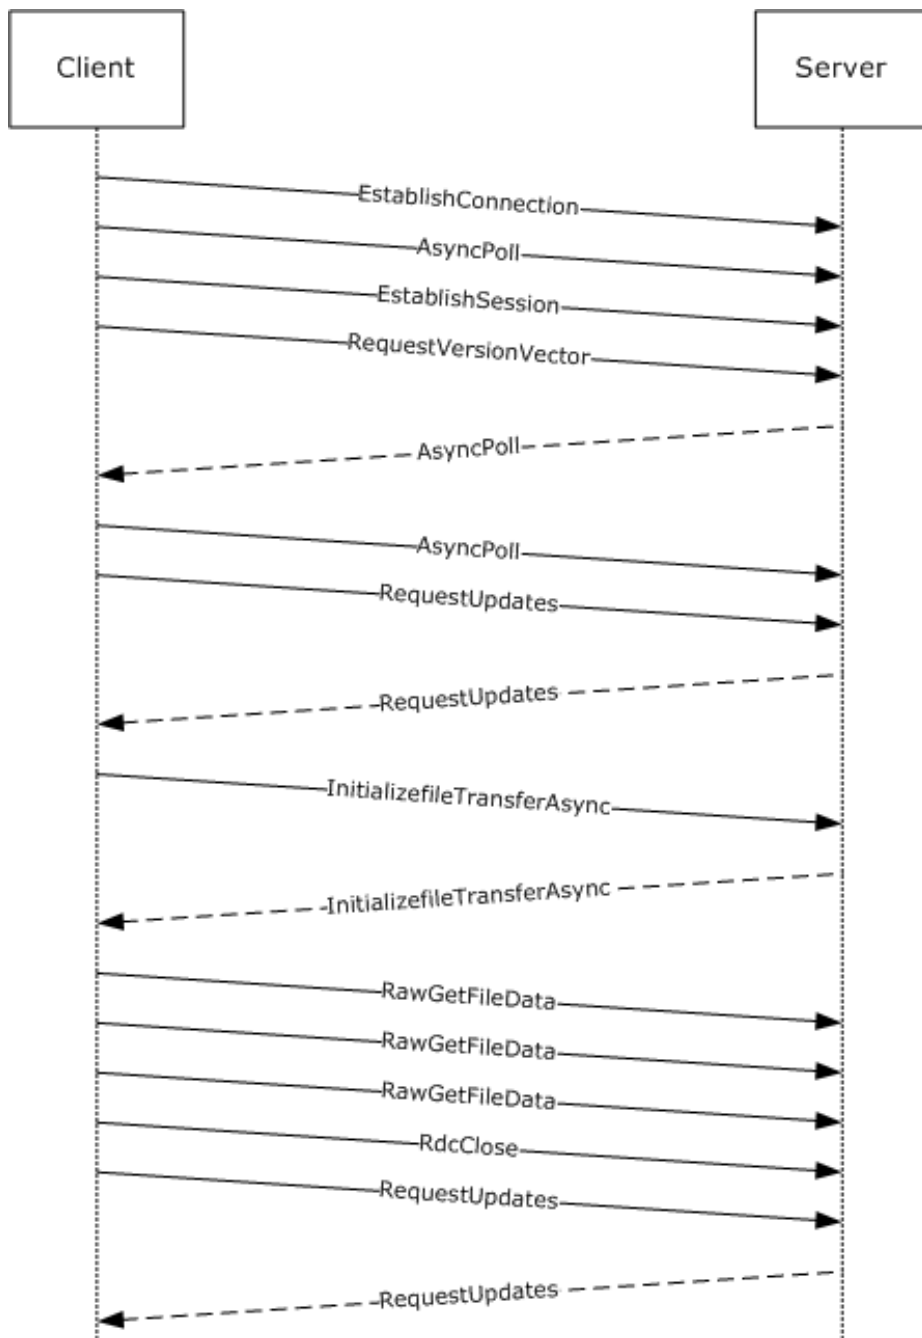 Client
Server
EstablishConnection
AsyncPoll
EstablishSession
RequestVersionVector
AsyncPoll
AsyncPoll
RequestUpdates
RequestUpdates
InitializefileTransferAsync
InitializefileTransferAsync
RawGetFileData
RawGetFileData
RawGetFileData
RdcClose
RequestUpdates
RequestUpdates